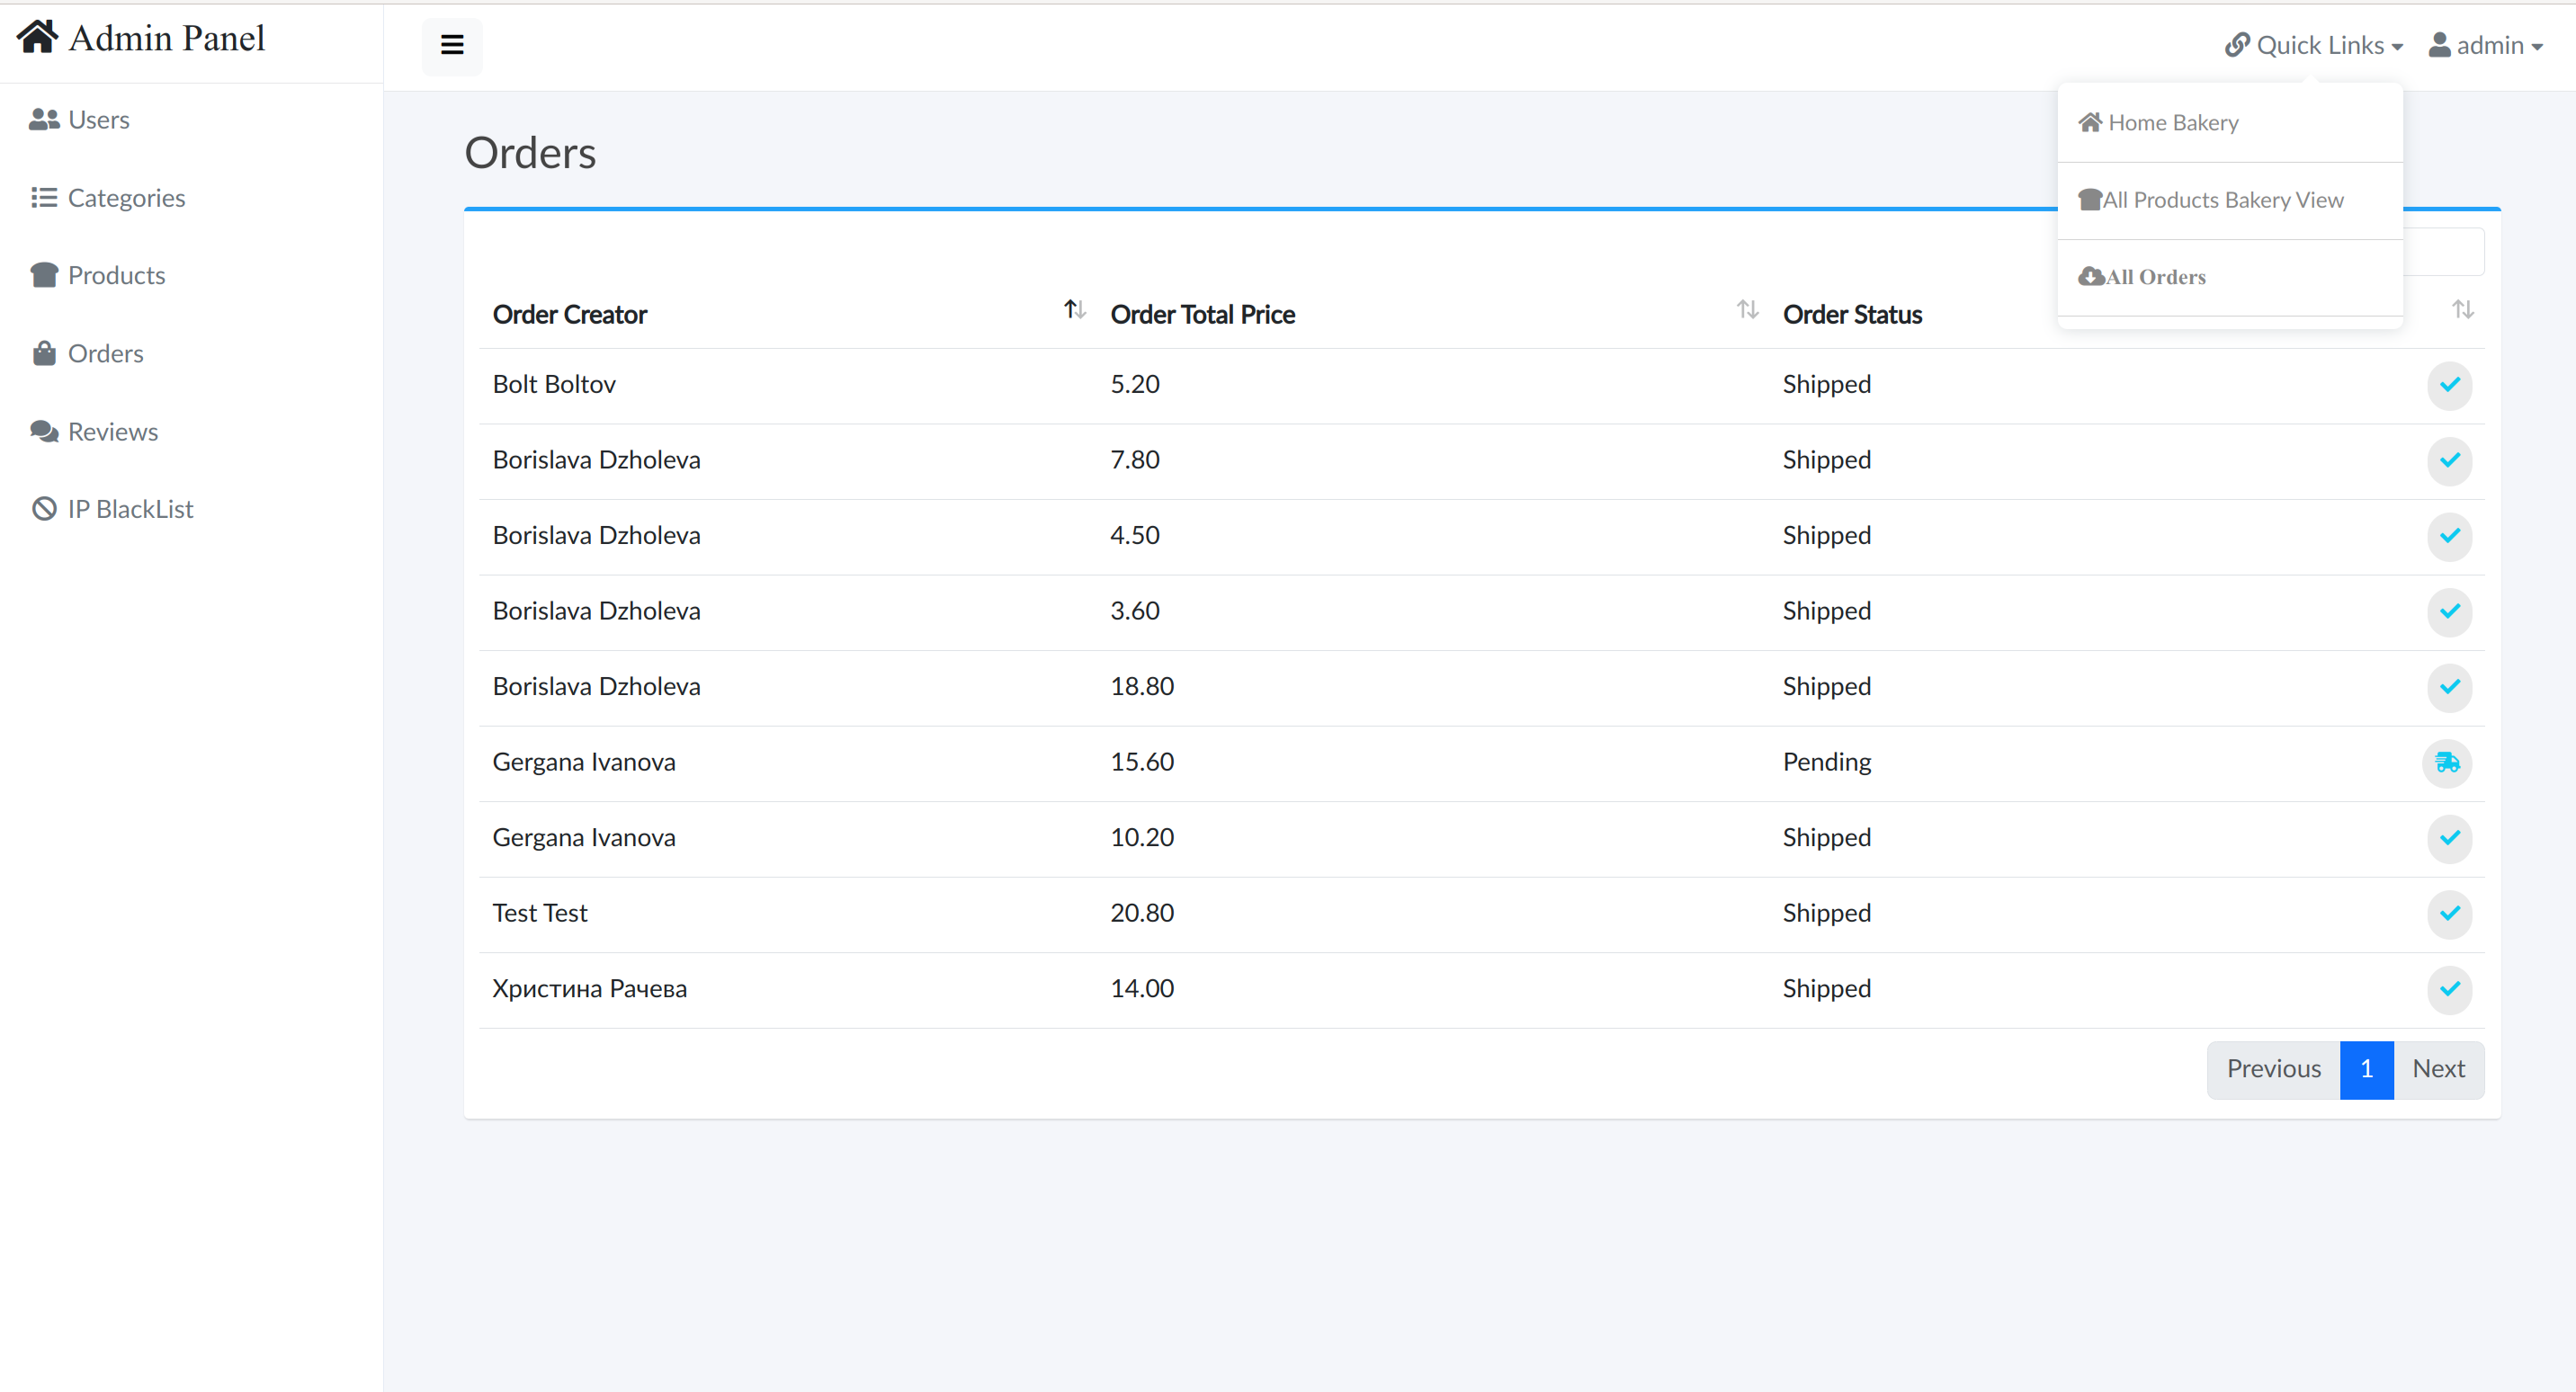 Admin Panel
Quick Links
admin
Users
Categories
Products
Orders
Reviews
IP BlackList
Home Bakery
All Products Bakery View
All Orders
Orders
Order Creator Order Total Price Order Status
Bolt Boltov 5.20 Shipped
Borislava Dzholeva 7.80 Shipped
Borislava Dzholeva 4.50 Shipped
Borislava Dzholeva 3.60 Shipped
Borislava Dzholeva 18.80 Shipped
Gergana Ivanova 15.60 Pending
Gergana Ivanova 10.20 Shipped
Test Test 20.80 Shipped
Христина Рачева 14.00 Shipped
Previous 1 Next